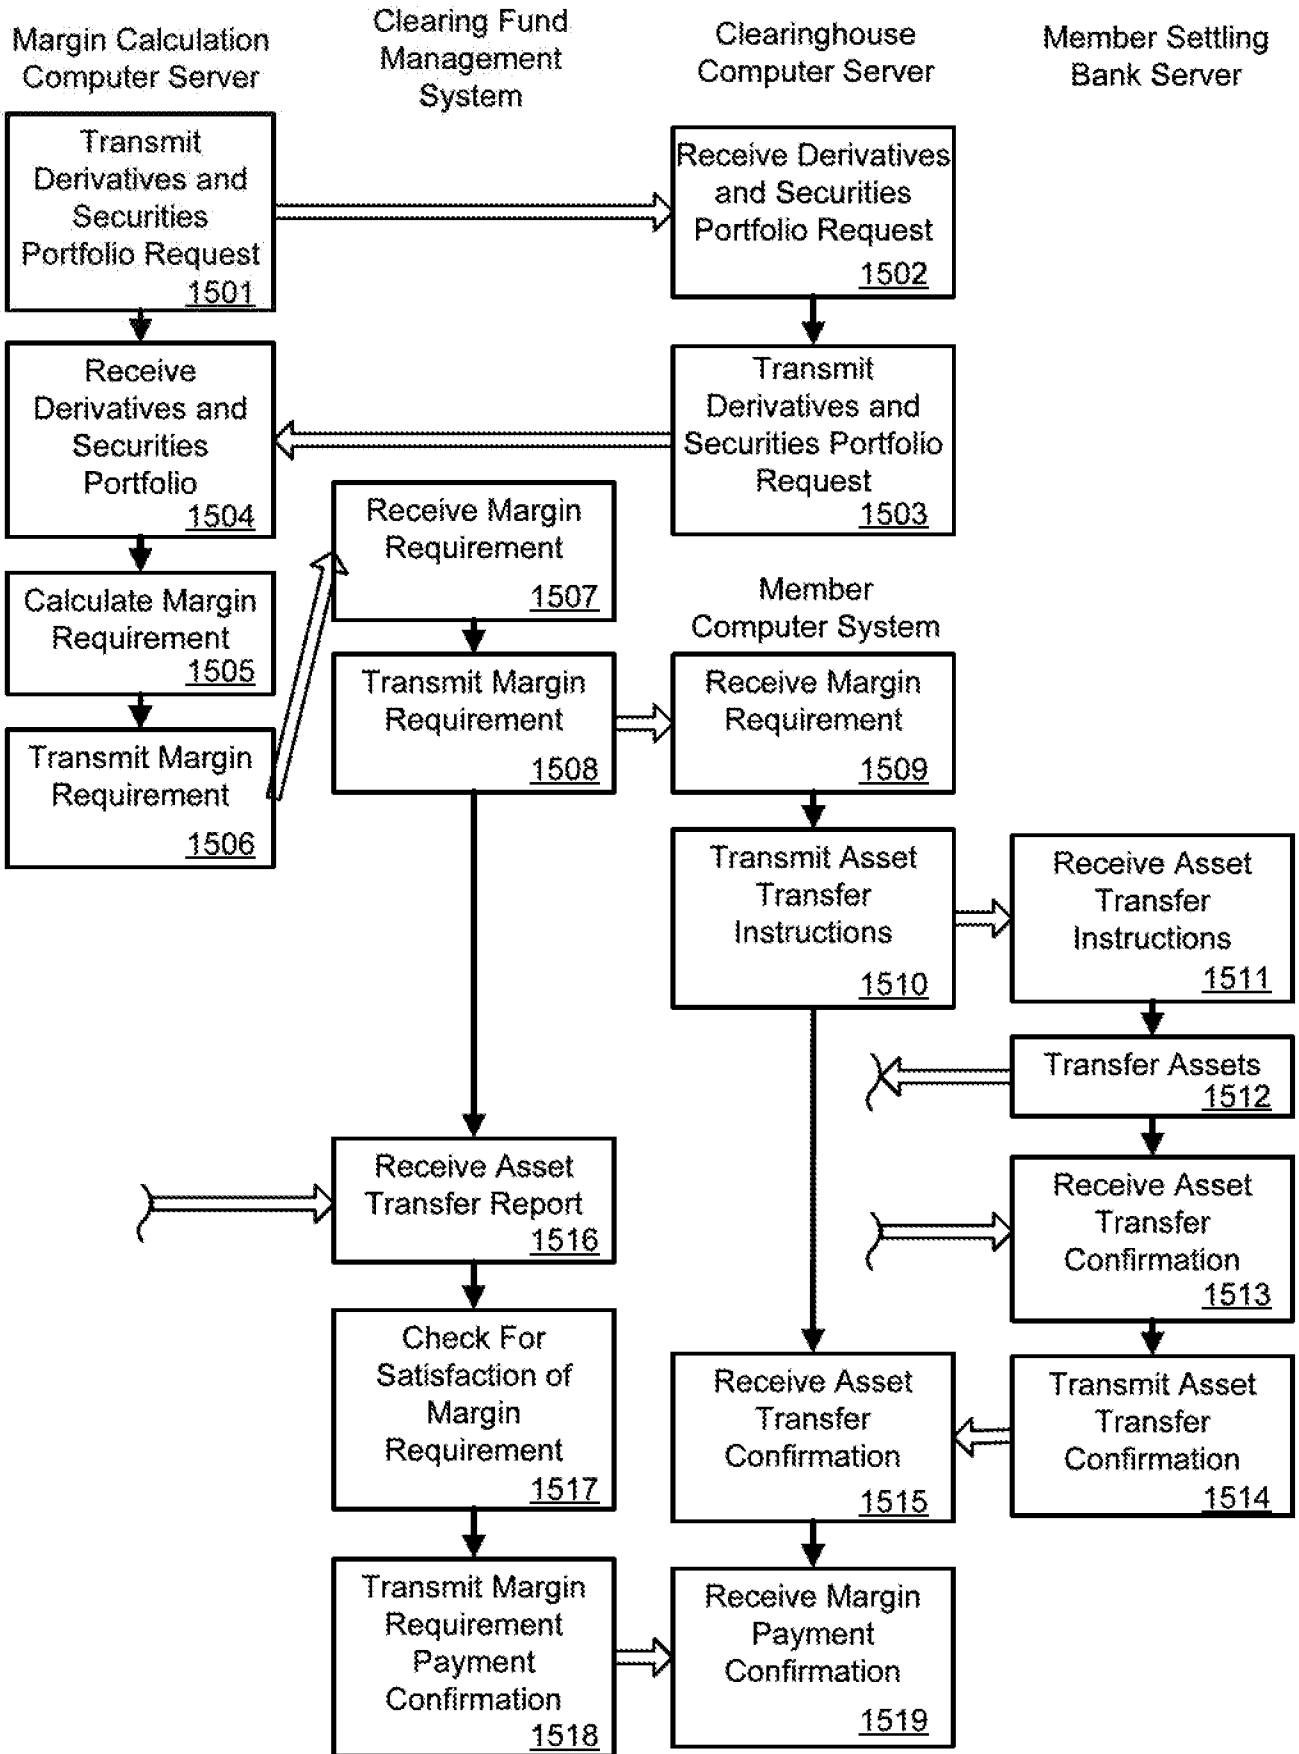 Margin Calculation
Computer Server
Clearing Fund
Management
System
Clearinghouse
Computer Server
Member Settling
Bank Server
Transmit
Derivatives and
Securities
Portfolio Request
1501
Receive Derivatives
and Securities
Portfolio Request
1502
Transmit
Derivatives and
Securities Portfolio
Request
1503
Receive
Derivatives and
Securities
Portfolio
1504
Calculate Margin
Requirement
1505
Transmit Margin
Requirement
1506
Receive Margin
Requirement
1507
Transmit Margin
Requirement
1508
Member
Computer System
Receive Margin
Requirement
1509
Transmit Asset
Transfer
Instructions
1510
Receive Asset
Transfer
Instructions
1511
Transfer Assets
1512
Receive Asset
Transfer
Confirmation
1513
Transmit Asset
Transfer
Confirmation
1514
Receive Asset
Transfer
Confirmation
1515
Receive Asset
Transfer Report
1516
Check For
Satisfaction of
Margin
Requirement
1517
Transmit Margin
Requirement
Payment
Confirmation
1518
Receive Margin
Payment
Confirmation
1519